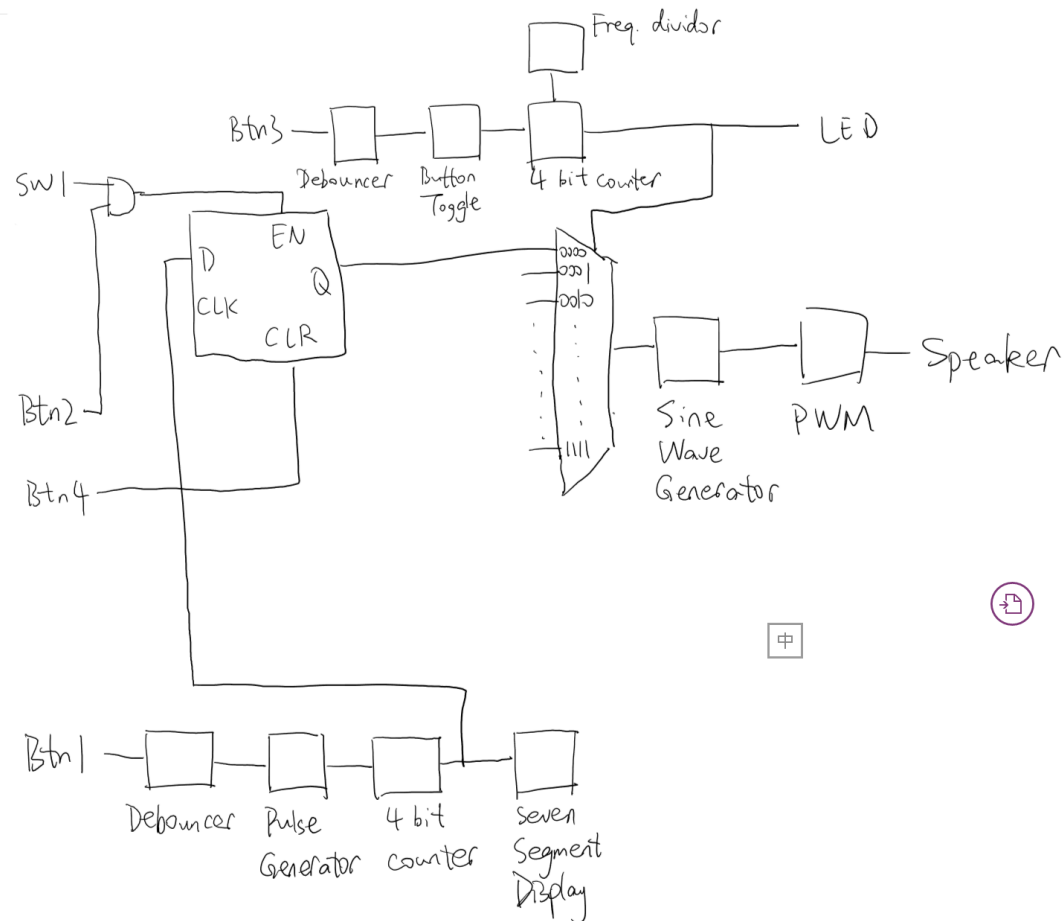 Freq. dividor
Btn3
LED
Debouncer
Button
Toggle
4 bit counter
SW1
EN
D
Q
CLK
CLR
0000
0001
0010
1111
Btn2
Btn4
Sine
Wave
Generator
PWM
Speaker
中
Btn1
Debouncer
Pulse
Generator
4 bit
counter
Seven
Segment
Display